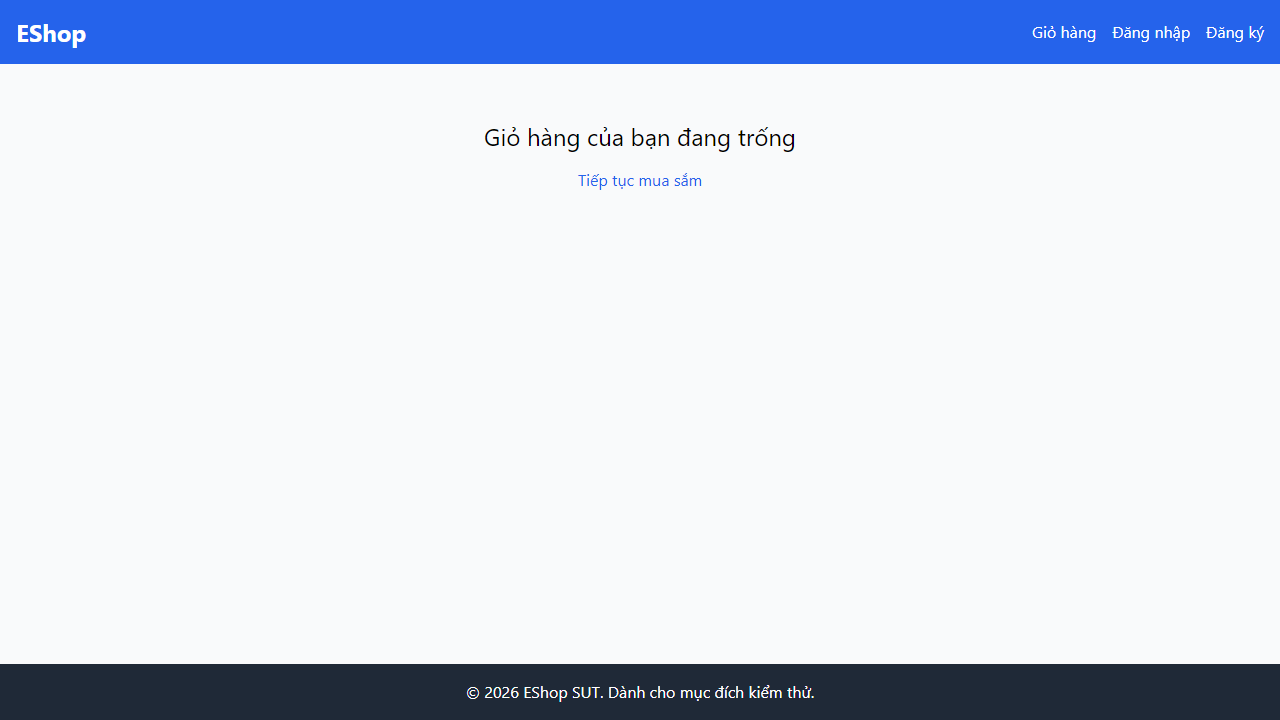 EShop
Giỏ hàng Đăng nhập Đăng ký
Giỏ hàng của bạn đang trống
Tiếp tục mua sắm
© 2026 EShop SUT. Dành cho mục đích kiểm thử.